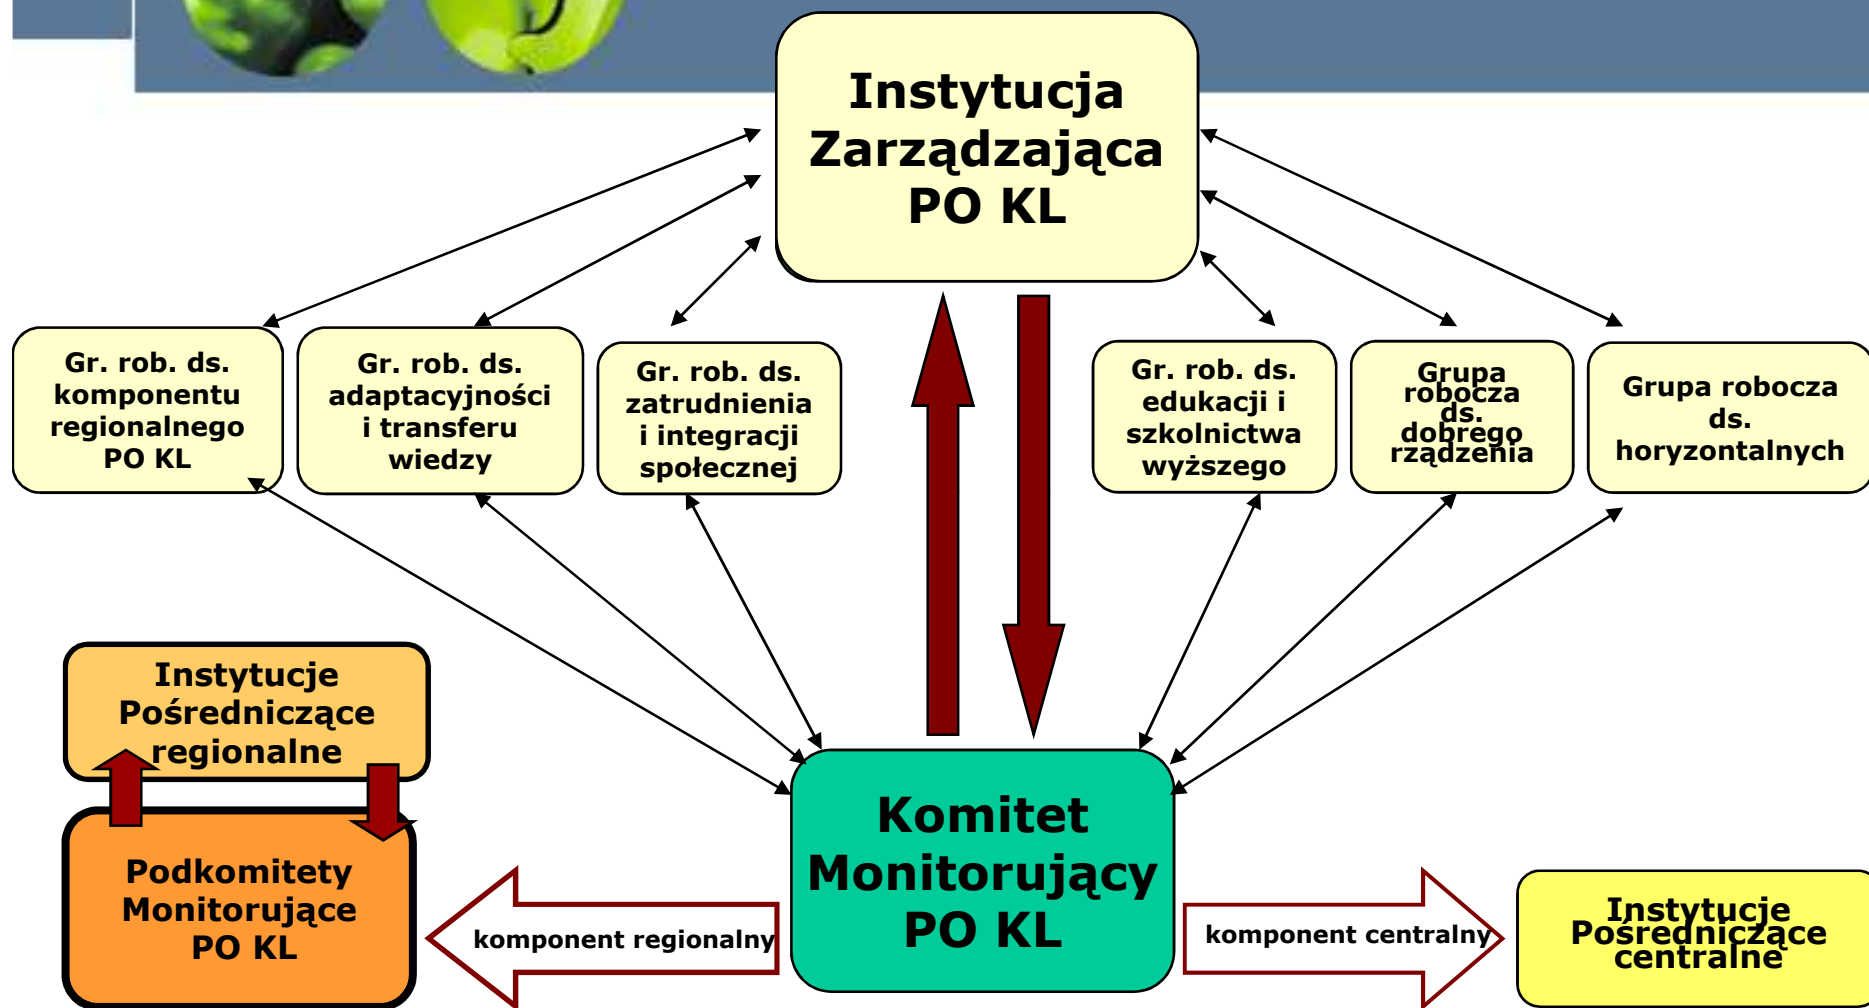 Instytucja
Zarządzająca
PO KL
Gr. rob. ds.
komponentu
regionalnego
PO KL
Gr. rob. ds.
adaptacyjności
i transferu
wiedzy
Gr. rob. ds.
zatrudnienia
i integracji
społecznej
Gr. rob. ds.
edukacji i
szkolnictwa
wyższego
Grupa
robocza
ds.
dobrego
rządzenia
Grupa robocza
ds.
horyzontalnych
Instytucje
Pośredniczące
regionalne
Podkomitety
Monitorujące
PO KL
komponent regionalny
Komitet
Monitorujący
PO KL
komponent centralny
Instytucje
Pośredniczące
centralne